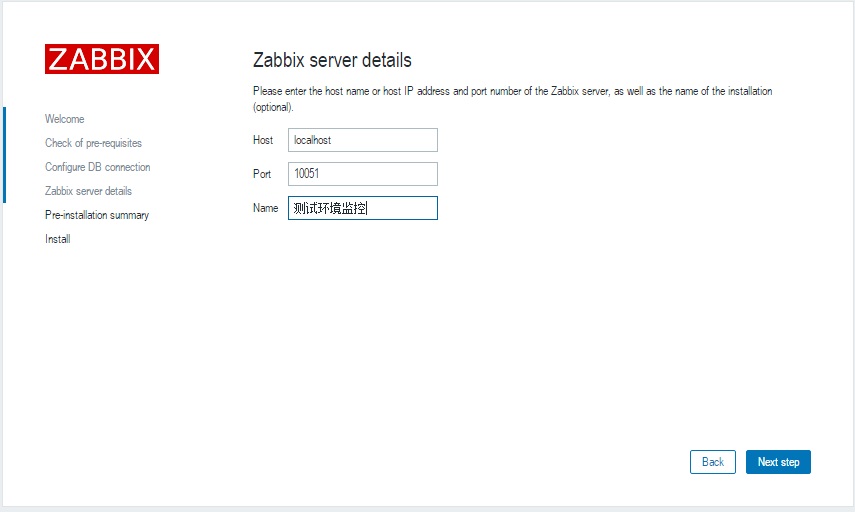 ZABBIX
Welcome
Check of pre-requisites
Configure DB connection
Zabbix server details
Pre-installation summary
Install
Zabbix server details
Please enter the host name or host IP address and port number of the Zabbix server, as well as the name of the installation
(optional).
Host localhost
Port 10051
Name 测试环境监控
Back Next step